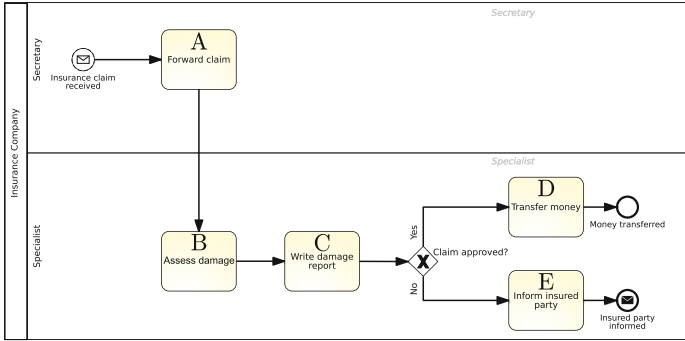 Insurance Company
Secretary
Secretary
Insurance claim
received
A
Forward claim
Specialist
Specialist
B
Assess damage
C
Write damage
report
Claim approved?
Yes
No
D
Transfer money
Money transferred
E
Inform insured
party
Insured party
informed